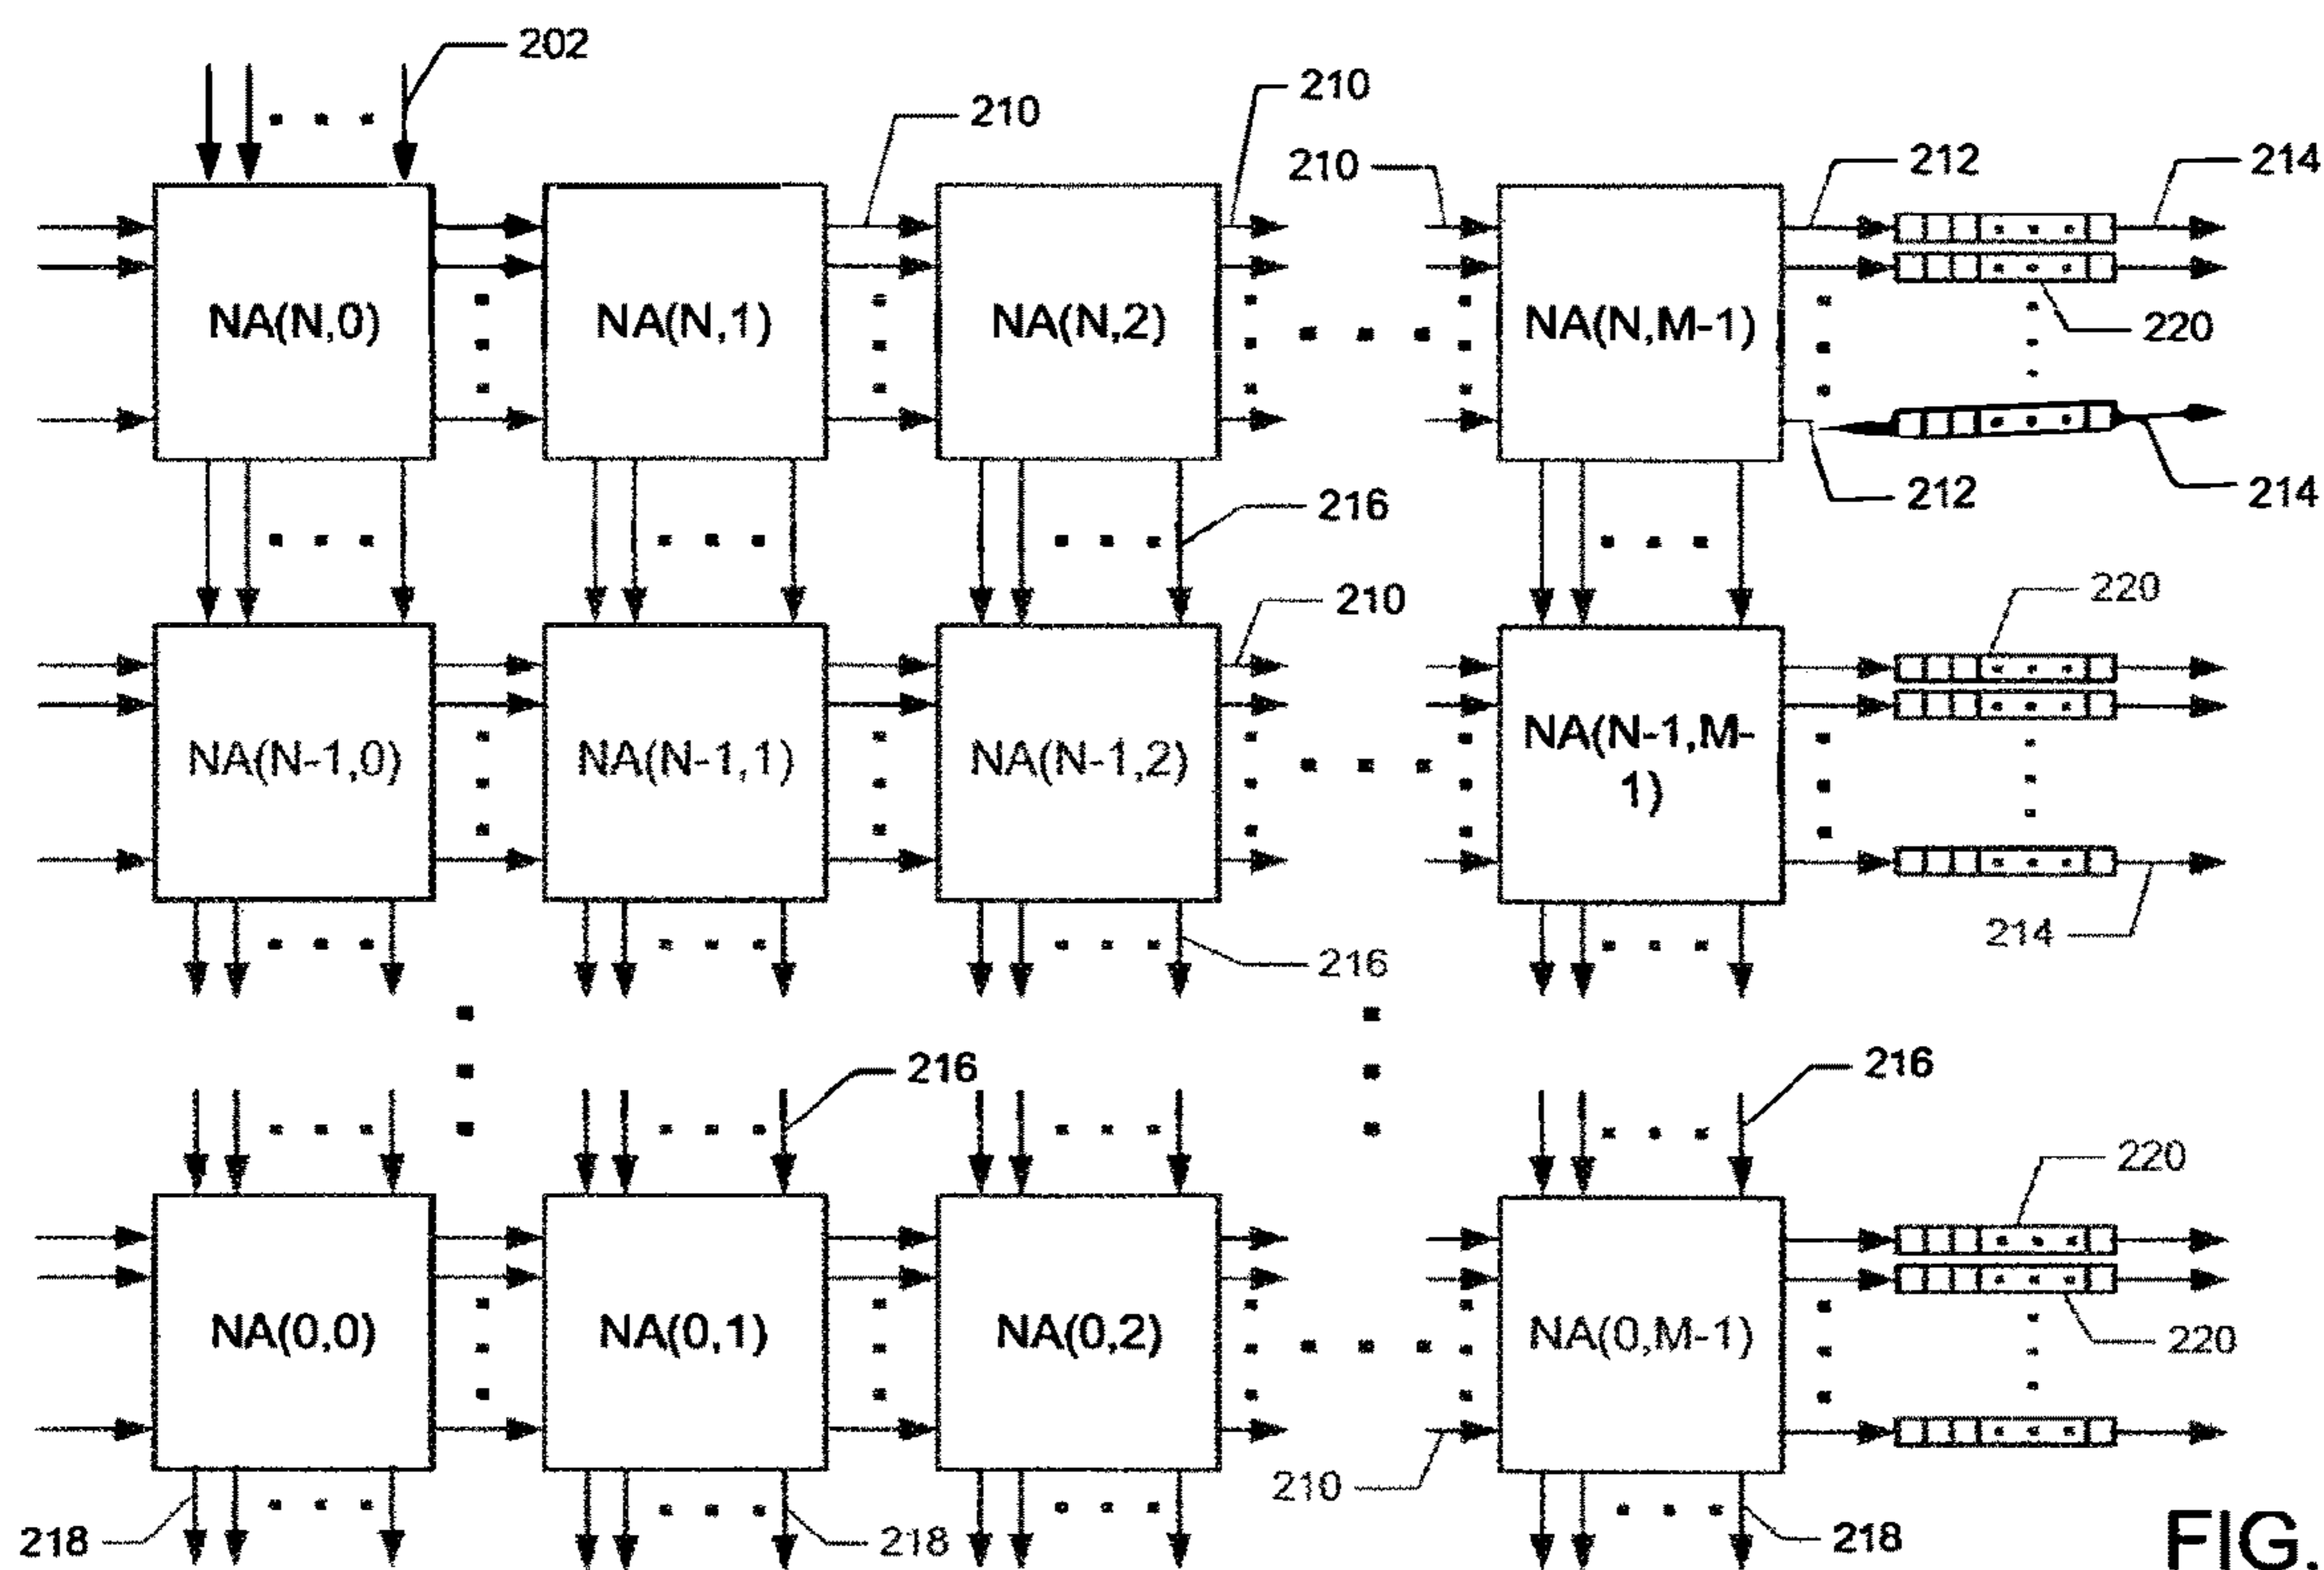 202
210
210
210
212
214
NA(N,0)
NA(N,1)
NA(N,2)
NA(N,M-1)
220
216
212
214
210
220
NA(N-1,0)
NA(N-1,1)
NA(N-1,2)
NA(N-1,M-
1)
214
216
216
216
220
NA(0,0)
NA(0,1)
NA(0,2)
NA(0,M-1)
220
210
218
218
218
FIG.